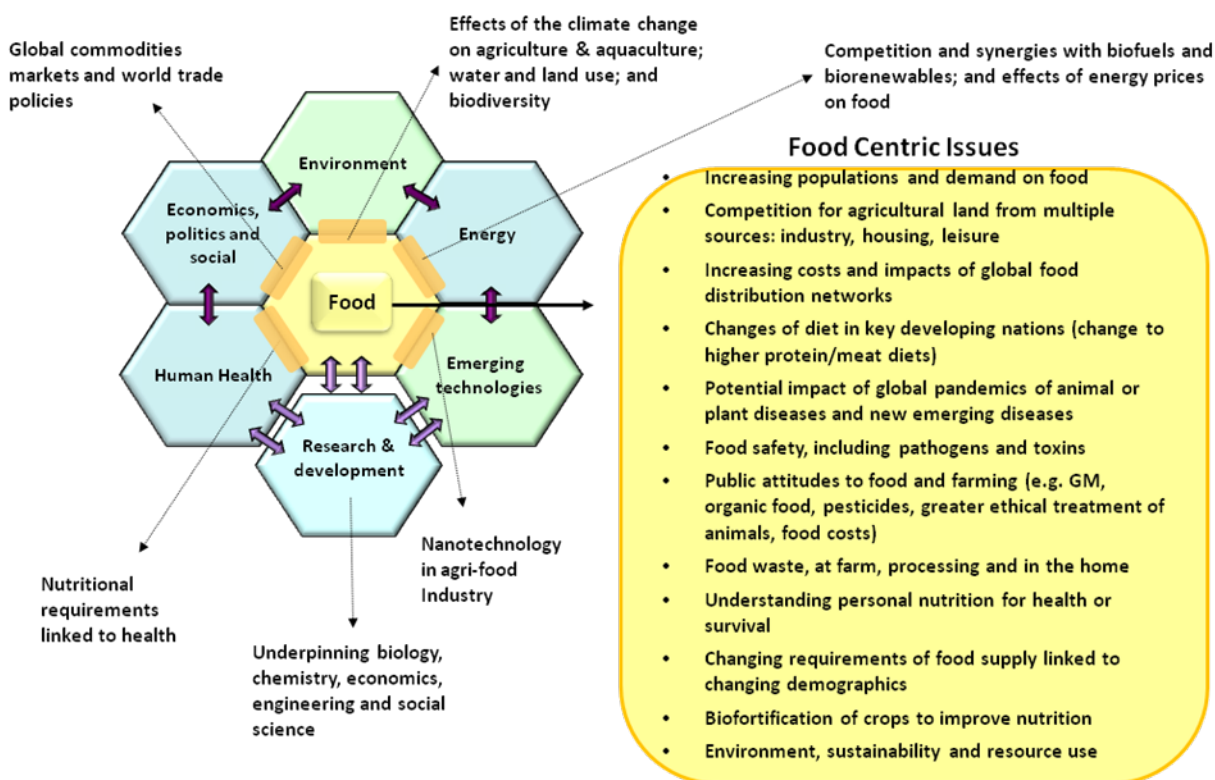 Global commodities
markets and world trade
policies
Effects of the climate change
on agriculture & aquaculture;
water and land use; and
biodiversity
Competition and synergies with biofuels and
biorenewables; and effects of energy prices
on food
Environment
Economics,
politics and
social
Energy
Food
Human Health
Emerging
technologies
Research &
development
Nutritional
requirements
linked to health
Underpinning biology,
chemistry, economics,
engineering and social
science
Nanotechnology
in agri-food
Industry
Food Centric Issues
• Increasing populations and demand on food
• Competition for agricultural land from multiple
sources: industry, housing, leisure
• Increasing costs and impacts of global food
distribution networks
• Changes of diet in key developing nations (change to
higher protein/meat diets)
• Potential impact of global pandemics of animal or
plant diseases and new emerging diseases
• Food safety, including pathogens and toxins
• Public attitudes to food and farming (e.g. GM,
organic food, pesticides, greater ethical treatment of
animals, food costs)
• Food waste, at farm, processing and in the home
• Understanding personal nutrition for health or
survival
• Changing requirements of food supply linked to
changing demographics
• Biofortification of crops to improve nutrition
• Environment, sustainability and resource use